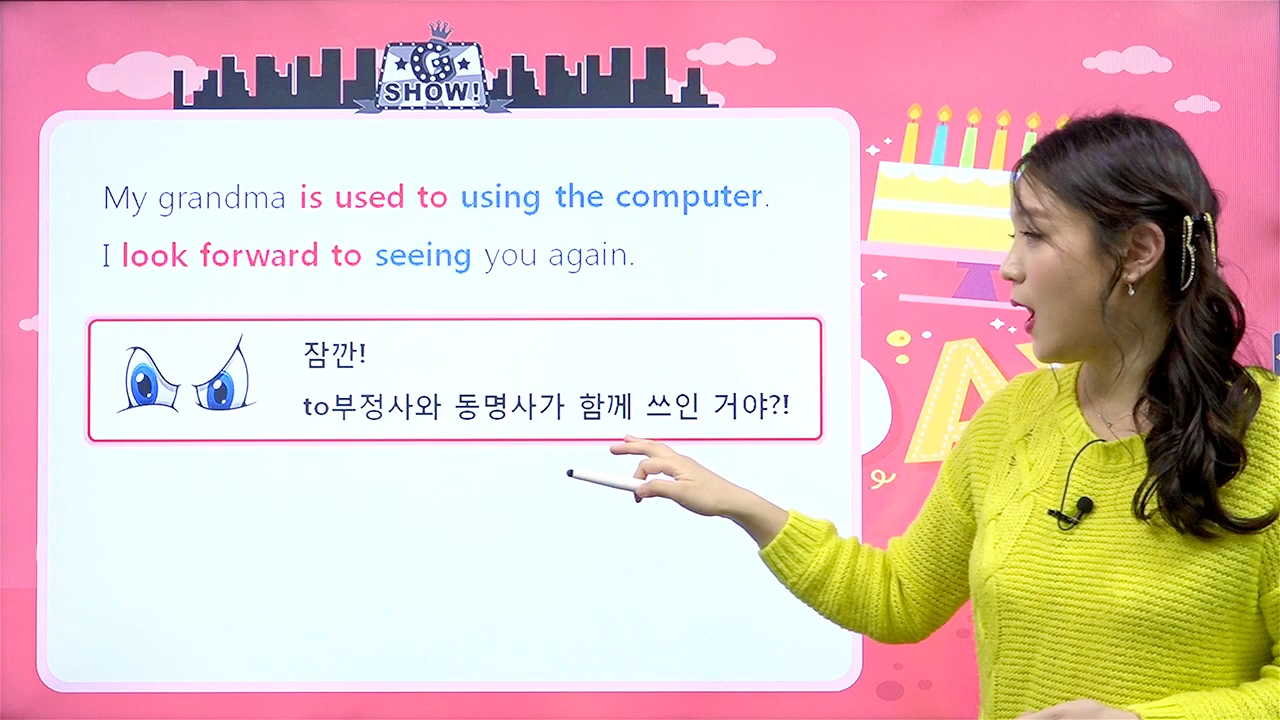 G
SHOW!
My grandma is used to using the computer.
I look forward to seeing you again.
잠깐!
to부정사와 동명사가 함께 쓰인 거야?!